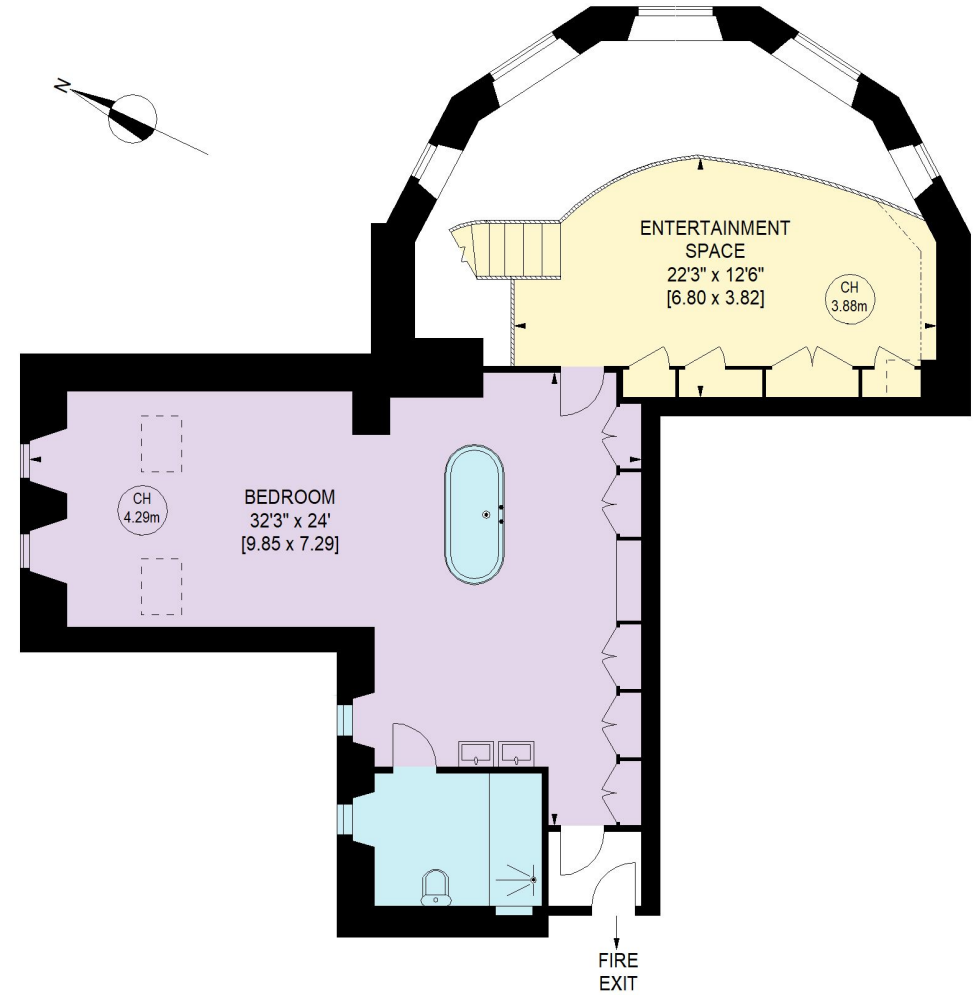 N
ENTERTAINMENT
SPACE
22'3" x 12'6"
[6.80 x 3.82]
CH
3.88m
BEDROOM
32'3" x 24'
[9.85 x 7.29]
CH
4.29m
FIRE
EXIT